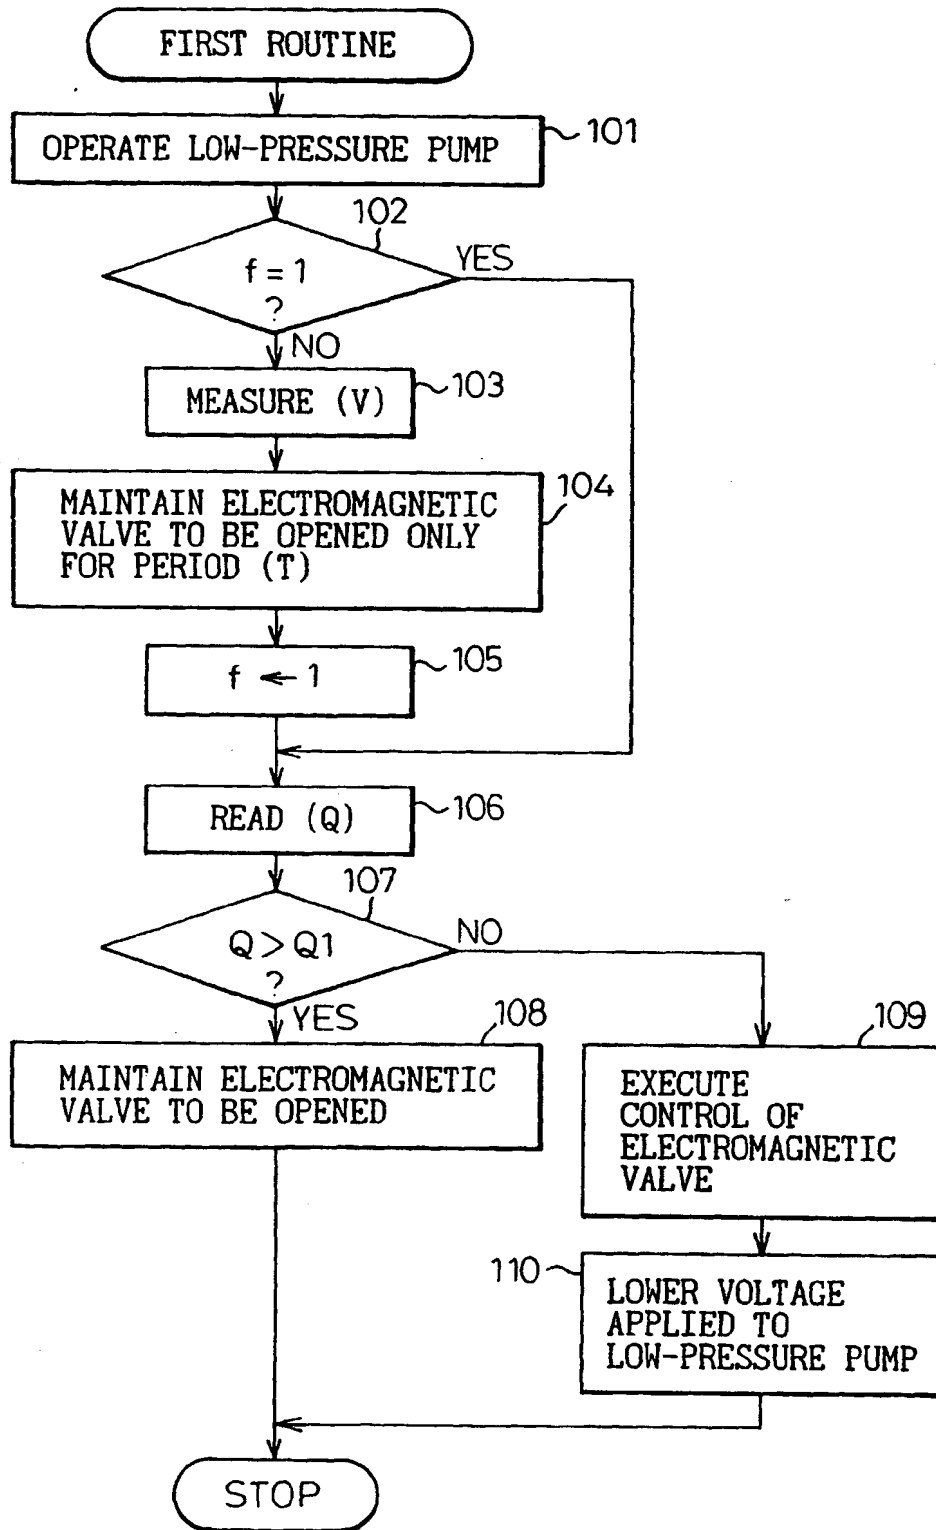 FIRST ROUTINE
OPERATE LOW-PRESSURE PUMP
101
102
f = 1
?
YES
NO
MEASURE (V)
103
MAINTAIN ELECTROMAGNETIC
VALVE TO BE OPENED ONLY
FOR PERIOD (T)
104
f ← 1
105
READ (Q)
106
107
Q > Q1
?
NO
YES
108
MAINTAIN ELECTROMAGNETIC
VALVE TO BE OPENED
109
EXECUTE
CONTROL OF
ELECTROMAGNETIC
VALVE
110
LOWER VOLTAGE
APPLIED TO
LOW-PRESSURE PUMP
STOP